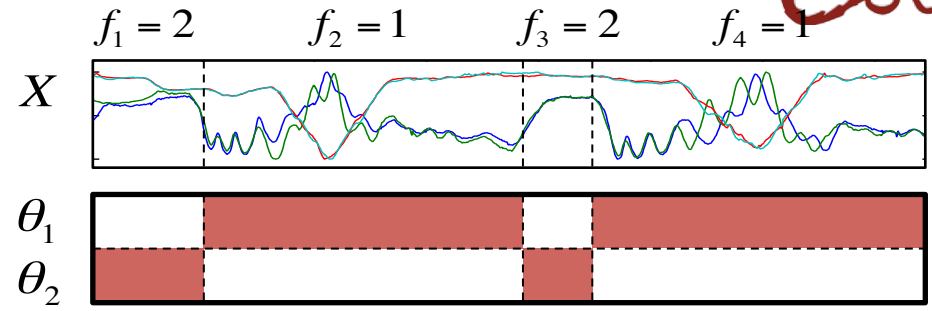 f₁ = 2 f₂ = 1 f₃ = 2 f₄ = 1
X
θ₁
θ₂